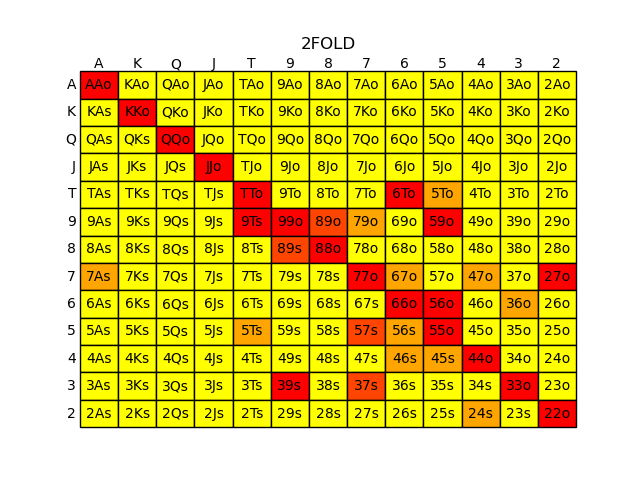 2FOLD
A K Q J T 9 8 7 6 5 4 3 2
A AAo KAo QAo JAo TAo 9Ao 8Ao 7Ao 6Ao 5Ao 4Ao 3Ao 2Ao
K KAs KKo QKo JKo TKo 9Ko 8Ko 7Ko 6Ko 5Ko 4Ko 3Ko 2Ko
Q QAs QKs QQo JQo TQo 9Qo 8Qo 7Qo 6Qo 5Qo 4Qo 3Qo 2Qo
J JAs JKs JQs JJo TJo 9Jo 8Jo 7Jo 6Jo 5Jo 4Jo 3Jo 2Jo
T TAs TKs TQs TJs TTo 9To 8To 7To 6To 5To 4To 3To 2To
9 9As 9Ks 9Qs 9Js 9Ts 99o 89o 79o 69o 59o 49o 39o 29o
8 8As 8Ks 8Qs 8Js 8Ts 89s 88o 78o 68o 58o 48o 38o 28o
7 7As 7Ks 7Qs 7Js 7Ts 79s 78s 77o 67o 57o 47o 37o 27o
6 6As 6Ks 6Qs 6Js 6Ts 69s 68s 67s 66o 56o 46o 36o 26o
5 5As 5Ks 5Qs 5Js 5Ts 59s 58s 57s 56s 55o 45o 35o 25o
4 4As 4Ks 4Qs 4Js 4Ts 49s 48s 47s 46s 45s 44o 34o 24o
3 3As 3Ks 3Qs 3Js 3Ts 39s 38s 37s 36s 35s 34s 33o 23o
2 2As 2Ks 2Qs 2Js 2Ts 29s 28s 27s 26s 25s 24s 23s 22o